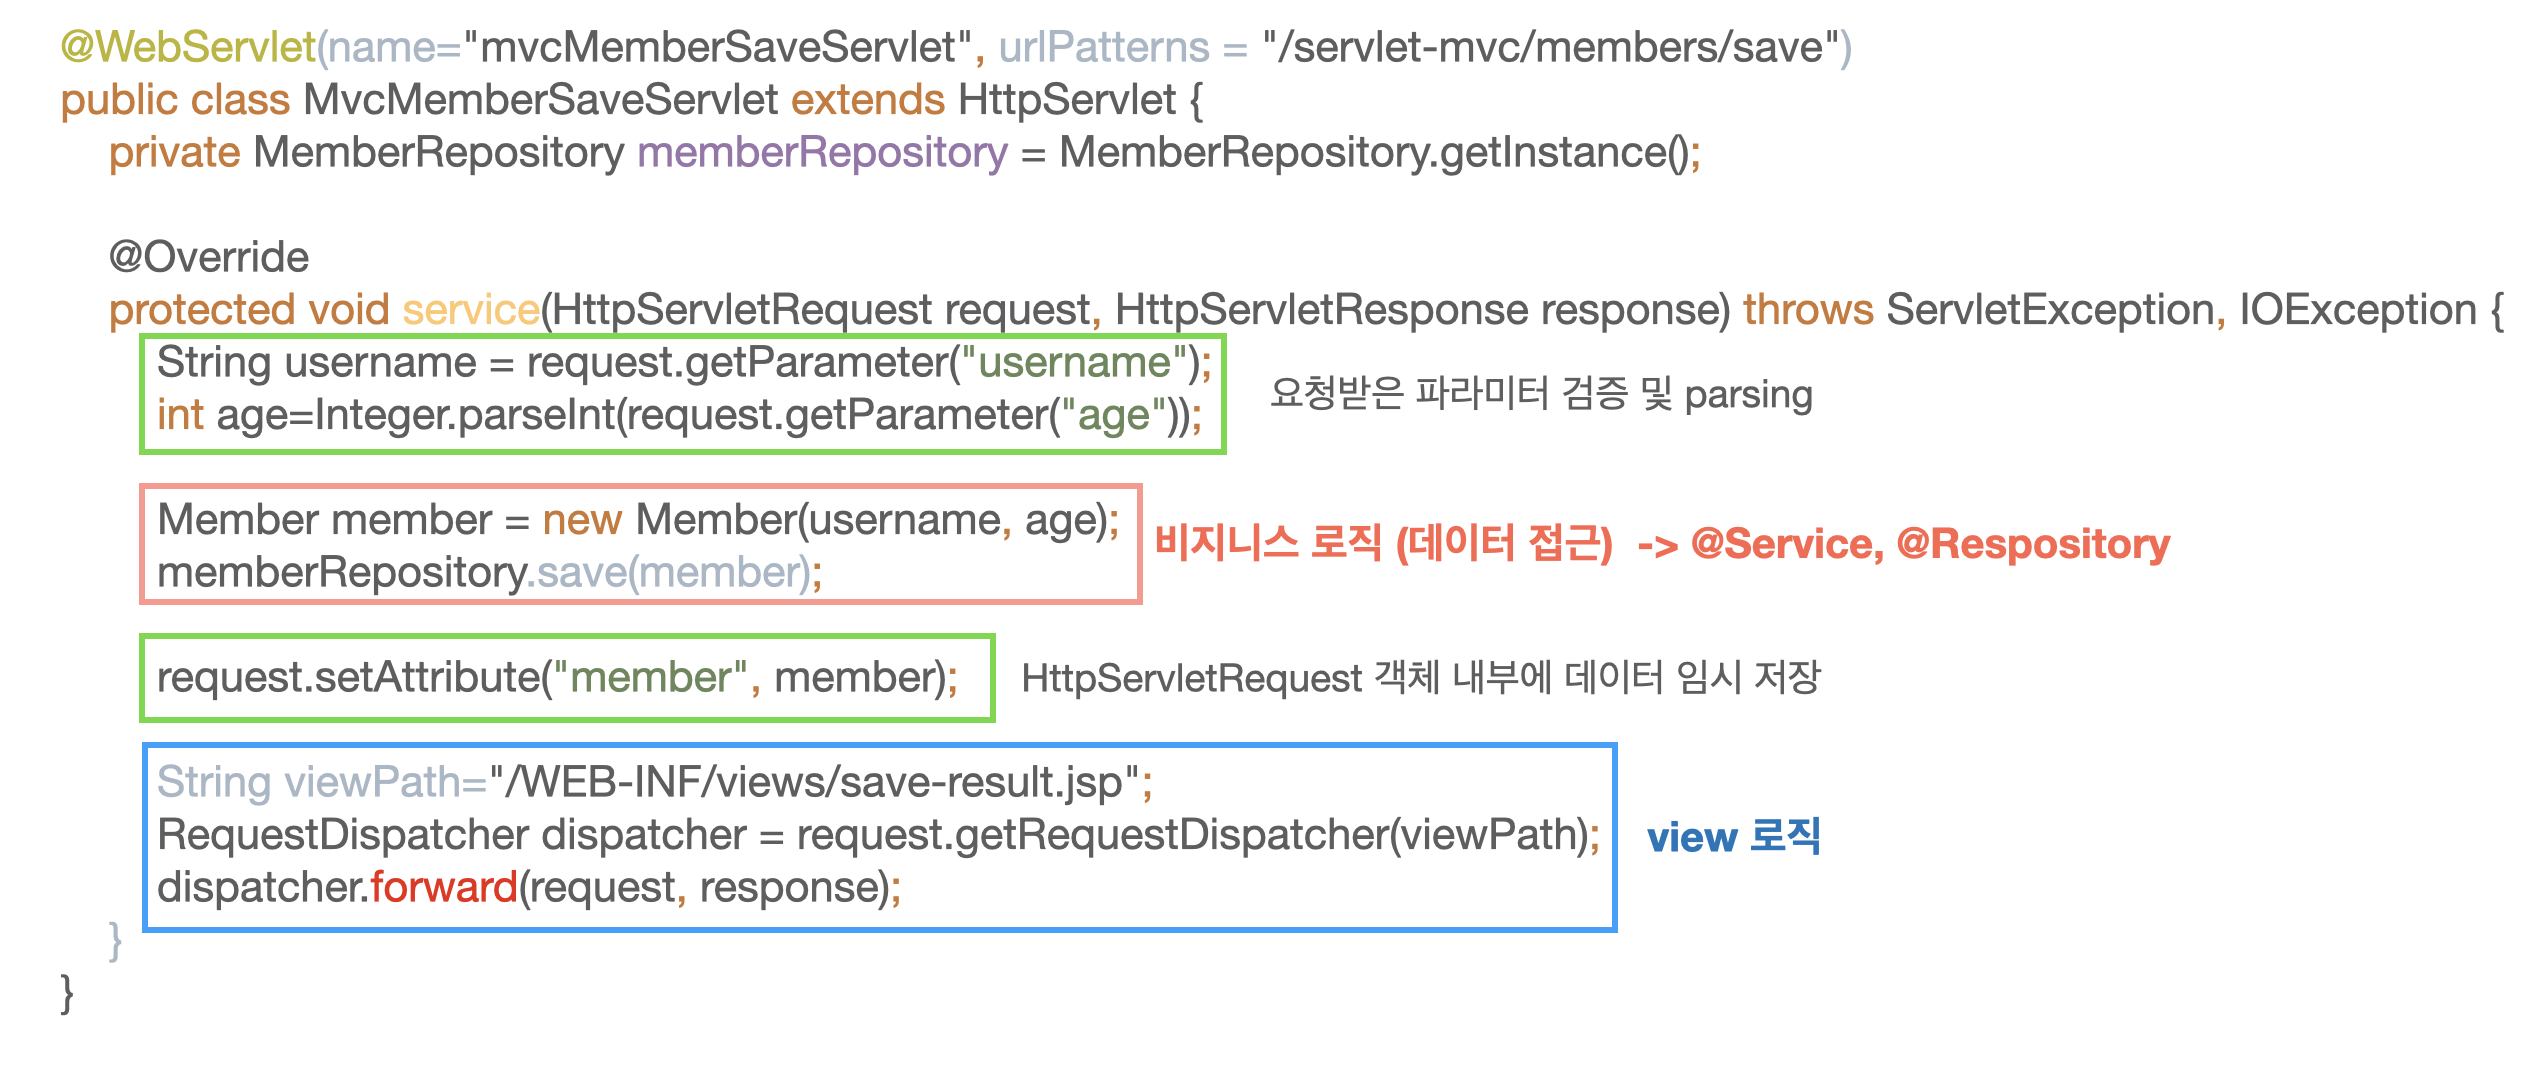 @WebServlet(name="mvcMemberSaveServlet", urlPatterns = "/servlet-mvc/members/save")
public class MvcMemberSaveServlet extends HttpServlet {
private MemberRepository memberRepository = MemberRepository.getInstance();
@Override
protected void service(HttpServletRequest request, HttpServletResponse response) throws ServletException, IOException {
String username = request.getParameter("username");
int age=Integer.parseInt(request.getParameter("age"));
요청받은 파라미터 검증 및 parsing
Member member = new Member(username, age);
memberRepository.save(member);
비지니스 로직 (데이터 접근) -> @Service, @Respository
request.setAttribute("member", member);
HttpServletRequest 객체 내부에 데이터 임시 저장
String viewPath="/WEB-INF/views/save-result.jsp";
RequestDispatcher dispatcher = request.getRequestDispatcher(viewPath);
dispatcher.forward(request, response);
view 로직
}
}